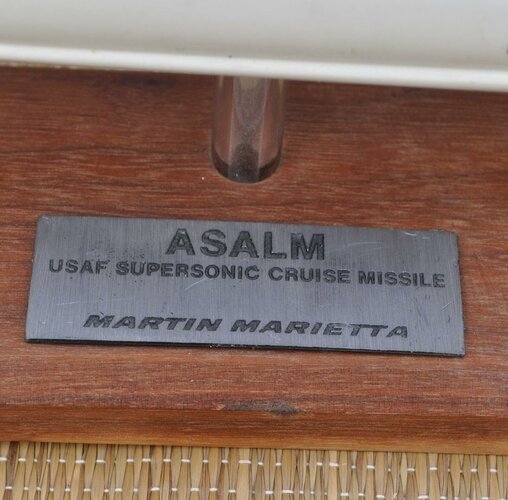 ASALM
USAF SUPERSONIC CRUISE MISSILE
MARTIN MARIETTA